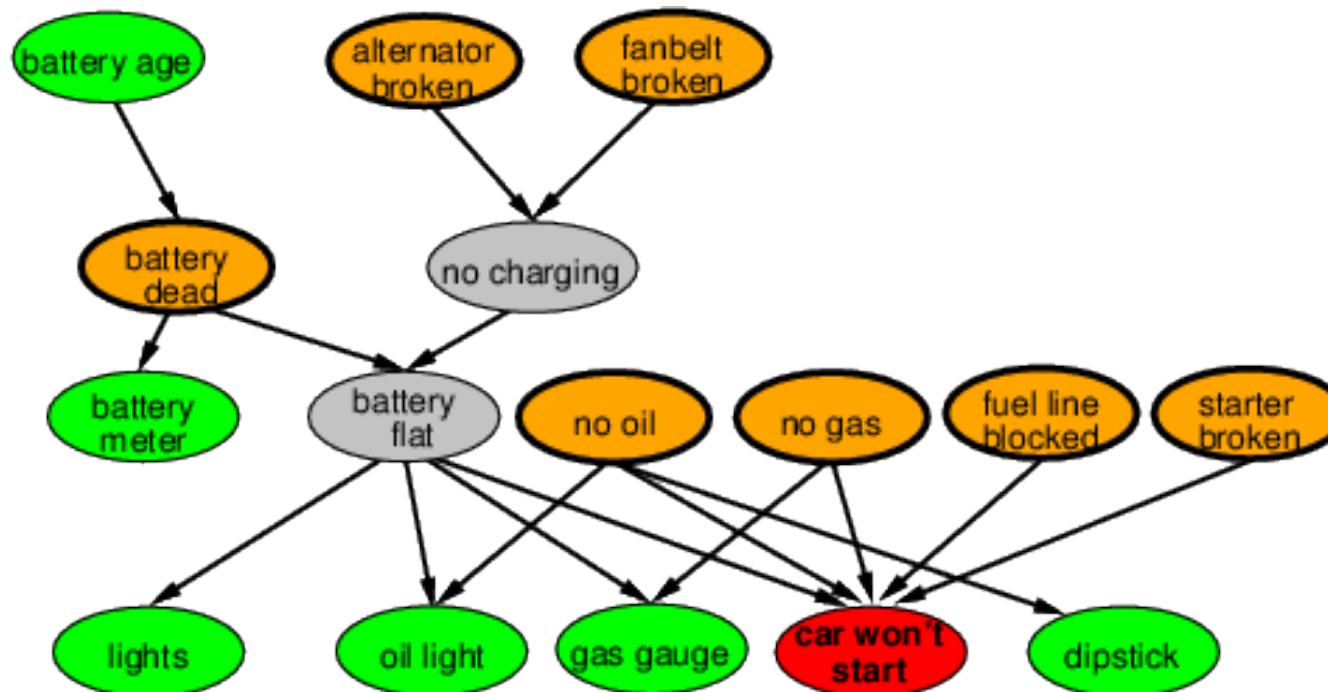 battery age
alternator
broken
fanbelt
broken
battery
dead
no charging
battery
meter
battery
flat
no oil
no gas
fuel line
blocked
starter
broken
lights
oil light
gas gauge
car won't
start
dipstick